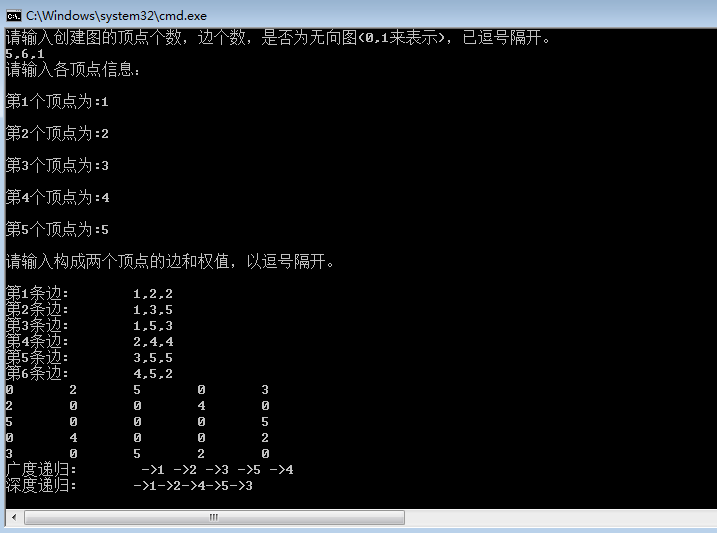 C:\Windows\system32\cmd.exe
请输入创建图的顶点个数，边个数，是否为无向图(0,1来表示)，已逗号隔开。
5,6,1
请输入各顶点信息：
第1个顶点为:1
第2个顶点为:2
第3个顶点为:3
第4个顶点为:4
第5个顶点为:5
请输入构成两个顶点的边和权值，以逗号隔开。
第1条边： 1,2,2
第2条边： 1,3,5
第3条边： 1,5,3
第4条边： 2,4,4
第5条边： 3,5,5
第6条边： 4,5,2
0 2 5 0 3
2 0 0 4 0
5 0 0 0 5
0 4 0 0 2
3 0 5 2 0
广度递归： ->1 ->2 ->3 ->5 ->4
深度递归： ->1->2->4->5->3